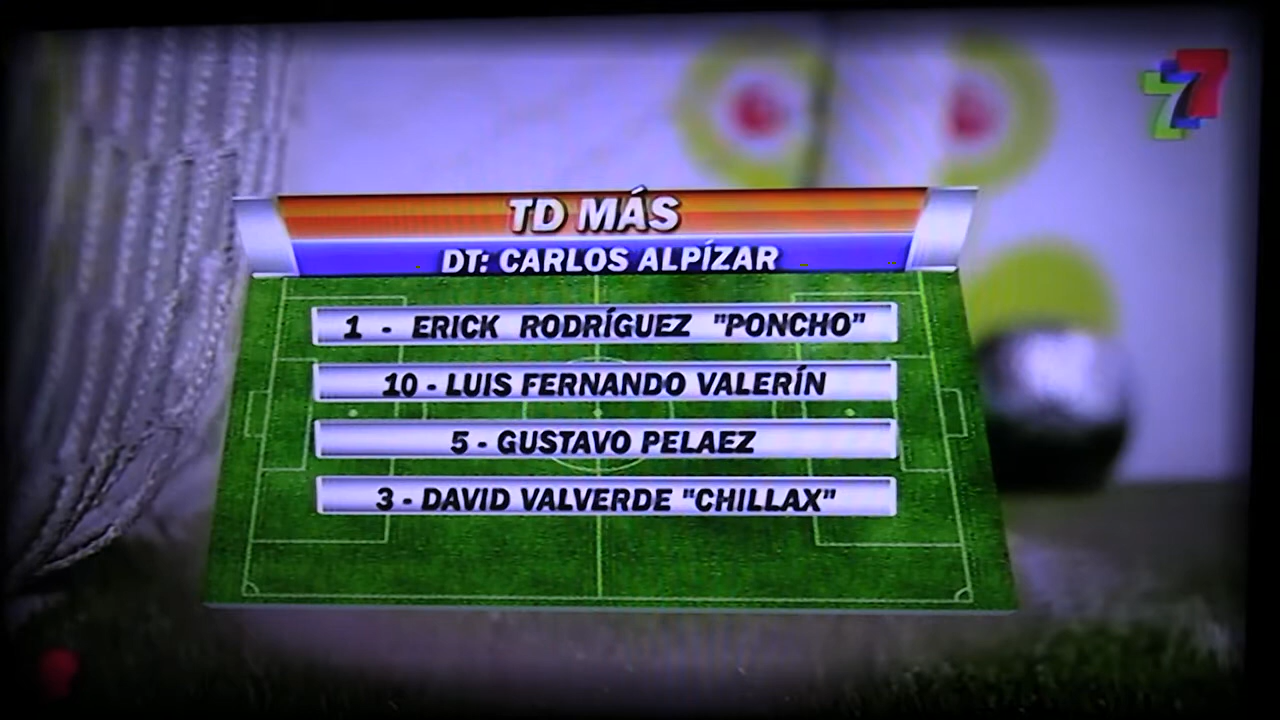 777
TD MÁS
DT: CARLOS ALPÍZAR
1 - ERICK RODRÍGUEZ "PONCHO"
10 - LUIS FERNANDO VALERÍN
5 - GUSTAVO PELAEZ
3 - DAVID VALVERDE "CHILLAX"